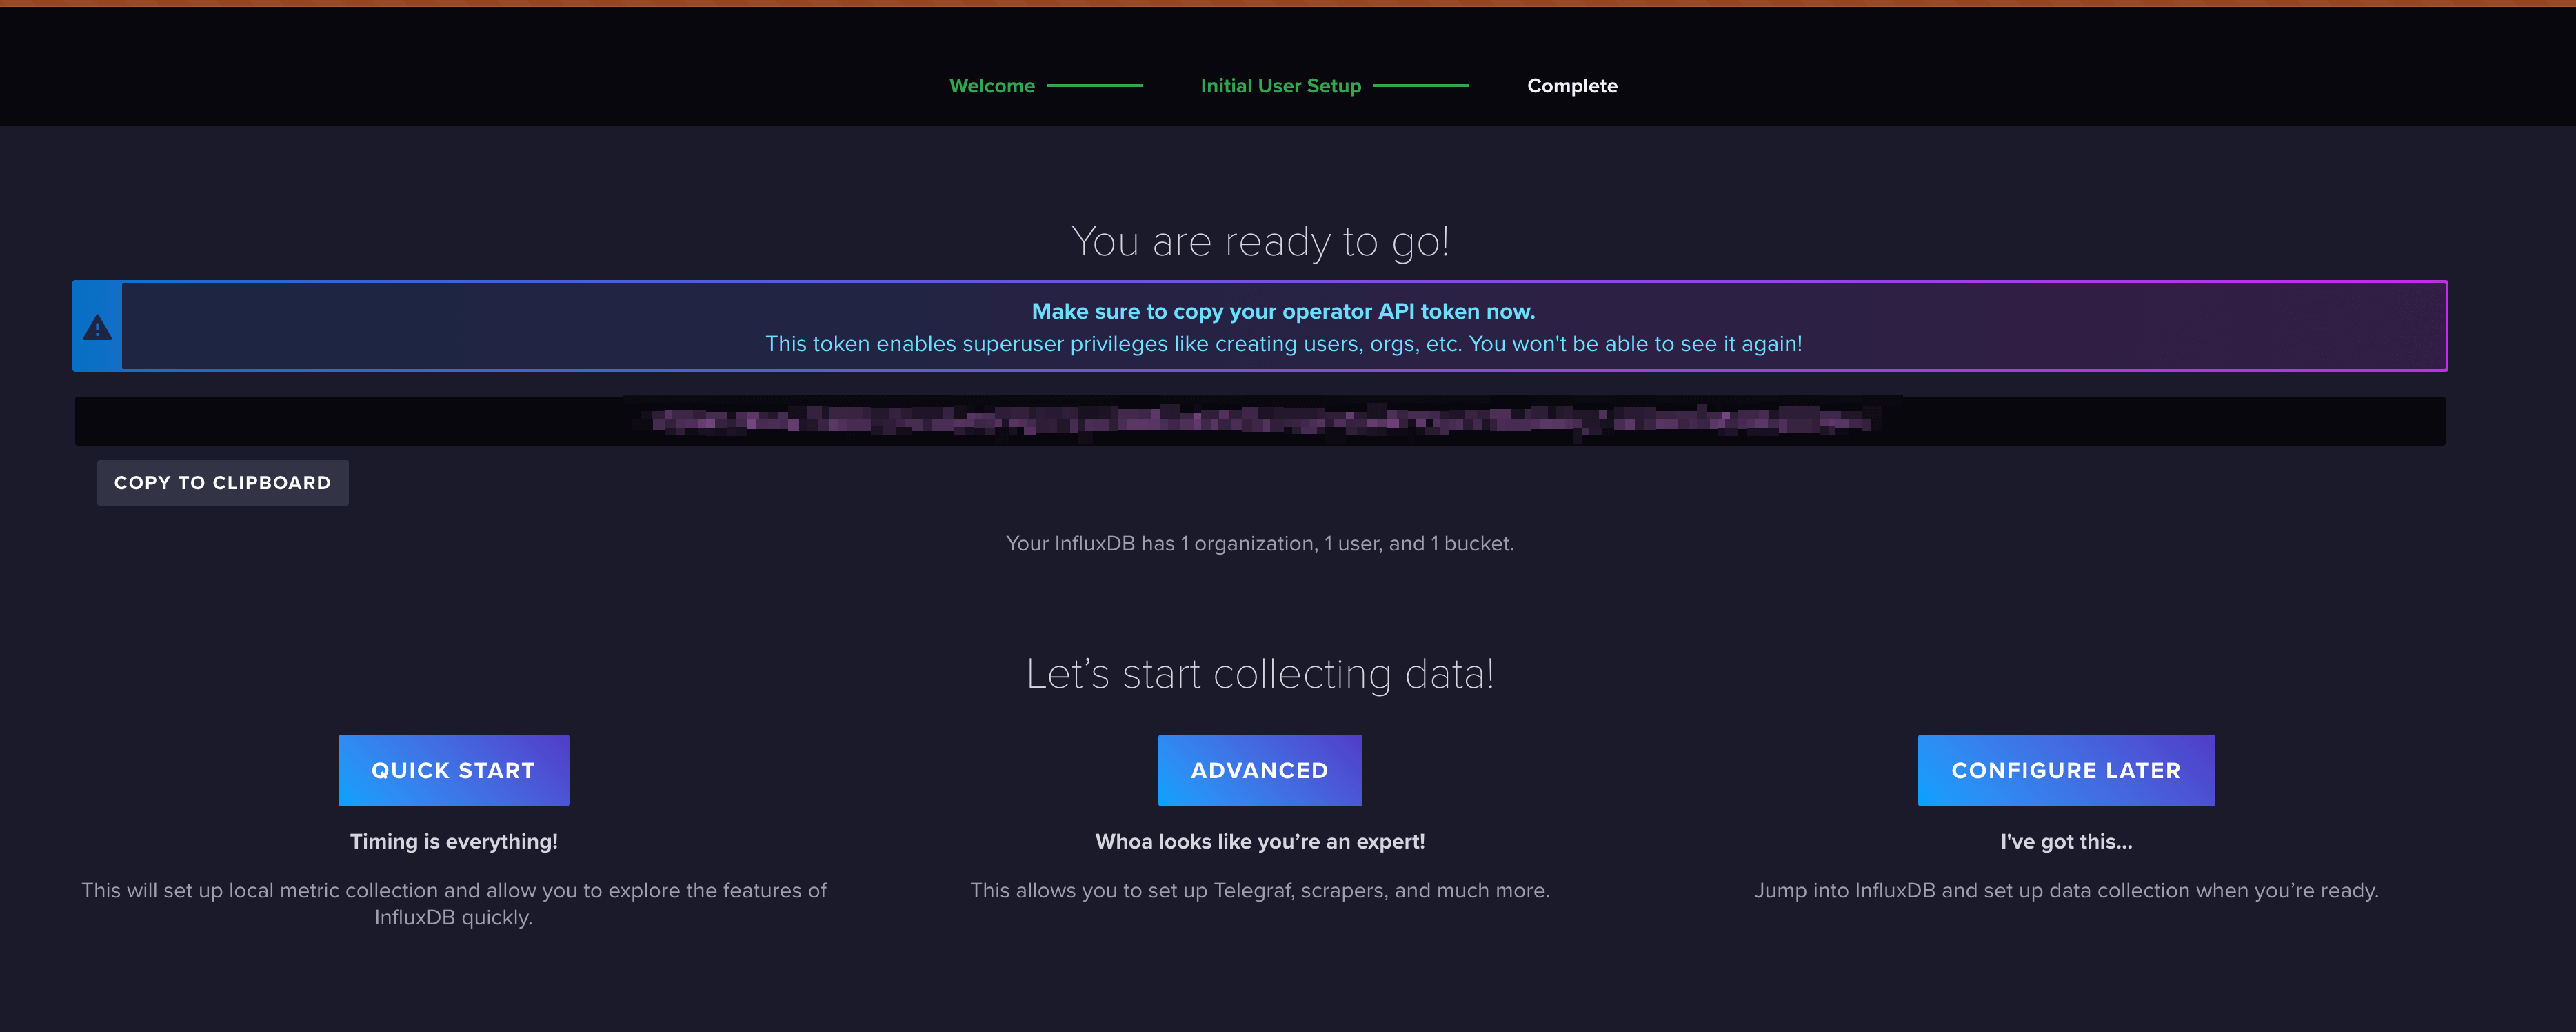 Welcome
Initial User Setup
Complete
You are ready to go!
Make sure to copy your operator API token now.
This token enables superuser privileges like creating users, orgs, etc. You won't be able to see it again!
COPY TO CLIPBOARD
Your InfluxDB has 1 organization, 1 user, and 1 bucket.
Let’s start collecting data!
QUICK START
Timing is everything!
This will set up local metric collection and allow you to explore the features of
InfluxDB quickly.
ADVANCED
Whoa looks like you’re an expert!
This allows you to set up Telegraf, scrapers, and much more.
CONFIGURE LATER
I've got this...
Jump into InfluxDB and set up data collection when you’re ready.